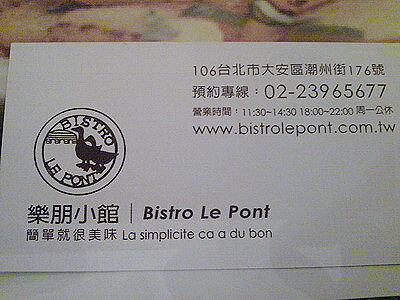 106台北市大安區潮州街176號
預約專線：02-23965677
營業時間：11:30~14:30 18:00~22:00 周一公休
www.bistrolepont.com.tw
BISTRO
LE PONT
樂朋小館 | Bistro Le Pont
簡單就很美味 La simplicite ca a du bon